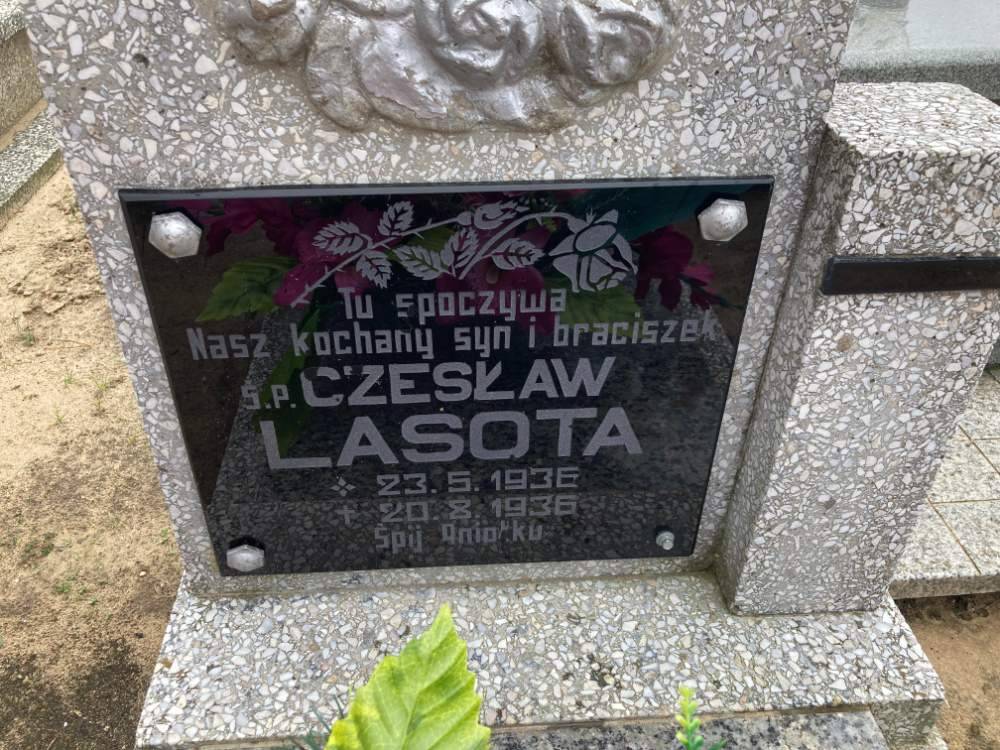 Tu spoczywa
Nasz kochany syn i braciszek
Ś.P. CZESŁAW
LASOTA
23.5.1936
20.8.1936
Śpij Aniołku